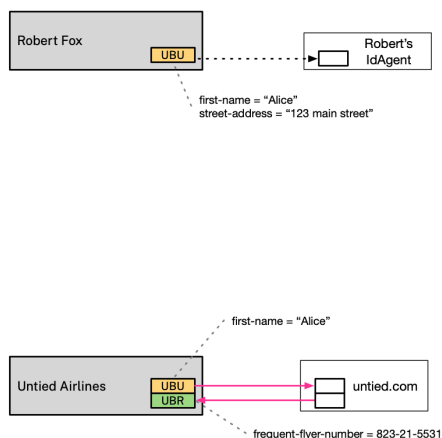 Robert Fox
UBU
Robert's
IdAgent
first-name = “Alice”
street-address = “123 main street”
first-name = “Alice”
Untied Airlines
UBU
UBR
untied.com
frequent-flyer-number = 823-21-5531